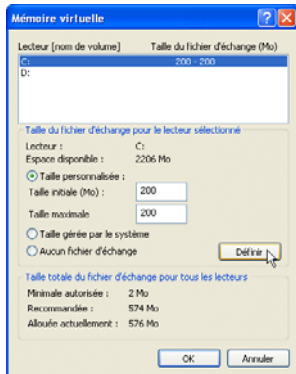 Mémoire virtuelle
Lecteur [nom de volume] Taille du fichier d'échange (Mo)
C: 200 - 200
D:
Taille du fichier d'échange pour le lecteur sélectionné
Lecteur : C:
Espace disponible : 2206 Mo
Taille personnalisée :
Taille initiale (Mo) : 200
Taille maximale 200
Taille gérée par le système
Aucun fichier d'échange Définir
Taille totale du fichier d'échange pour tous les lecteurs
Minimale autorisée : 2 Mo
Recommandée : 574 Mo
Allouée actuellement : 576 Mo
OK Annuler